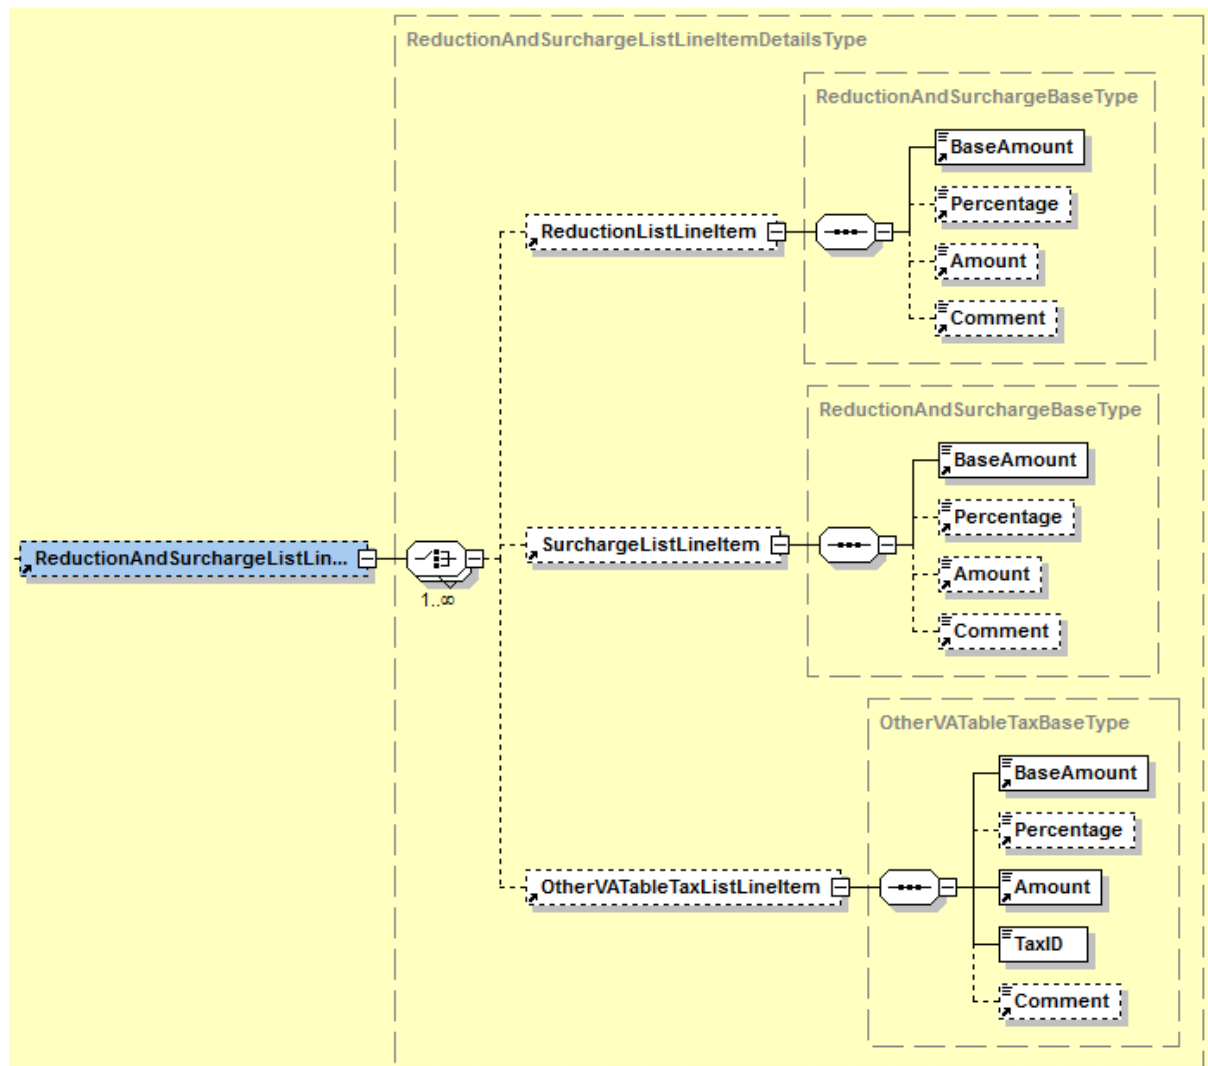 ReductionAndSurchargeListLineItemDetailsType
ReductionAndSurchargeBaseType
BaseAmount
Percentage
ReductionListLineItem
Amount
Comment
ReductionAndSurchargeBaseType
BaseAmount
Percentage
SurchargeListLineItem
ReductionAndSurchargeListLin...
Amount
1..∞
Comment
OtherVATableTaxBaseType
BaseAmount
Percentage
OtherVATableTaxListLineItem
Amount
TaxID
Comment